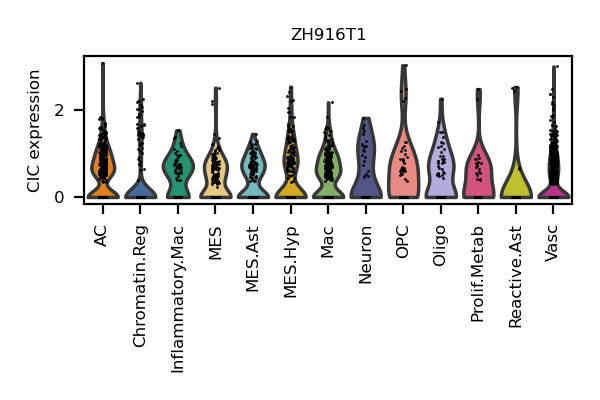 ZH916T1
CIC expression
2
0
AC
Chromatin.Reg
Inflammatory.Mac
MES
MES.Ast
MES.Hyp
Mac
Neuron
OPC
Oligo
Prolif.Metab
Reactive.Ast
Vasc